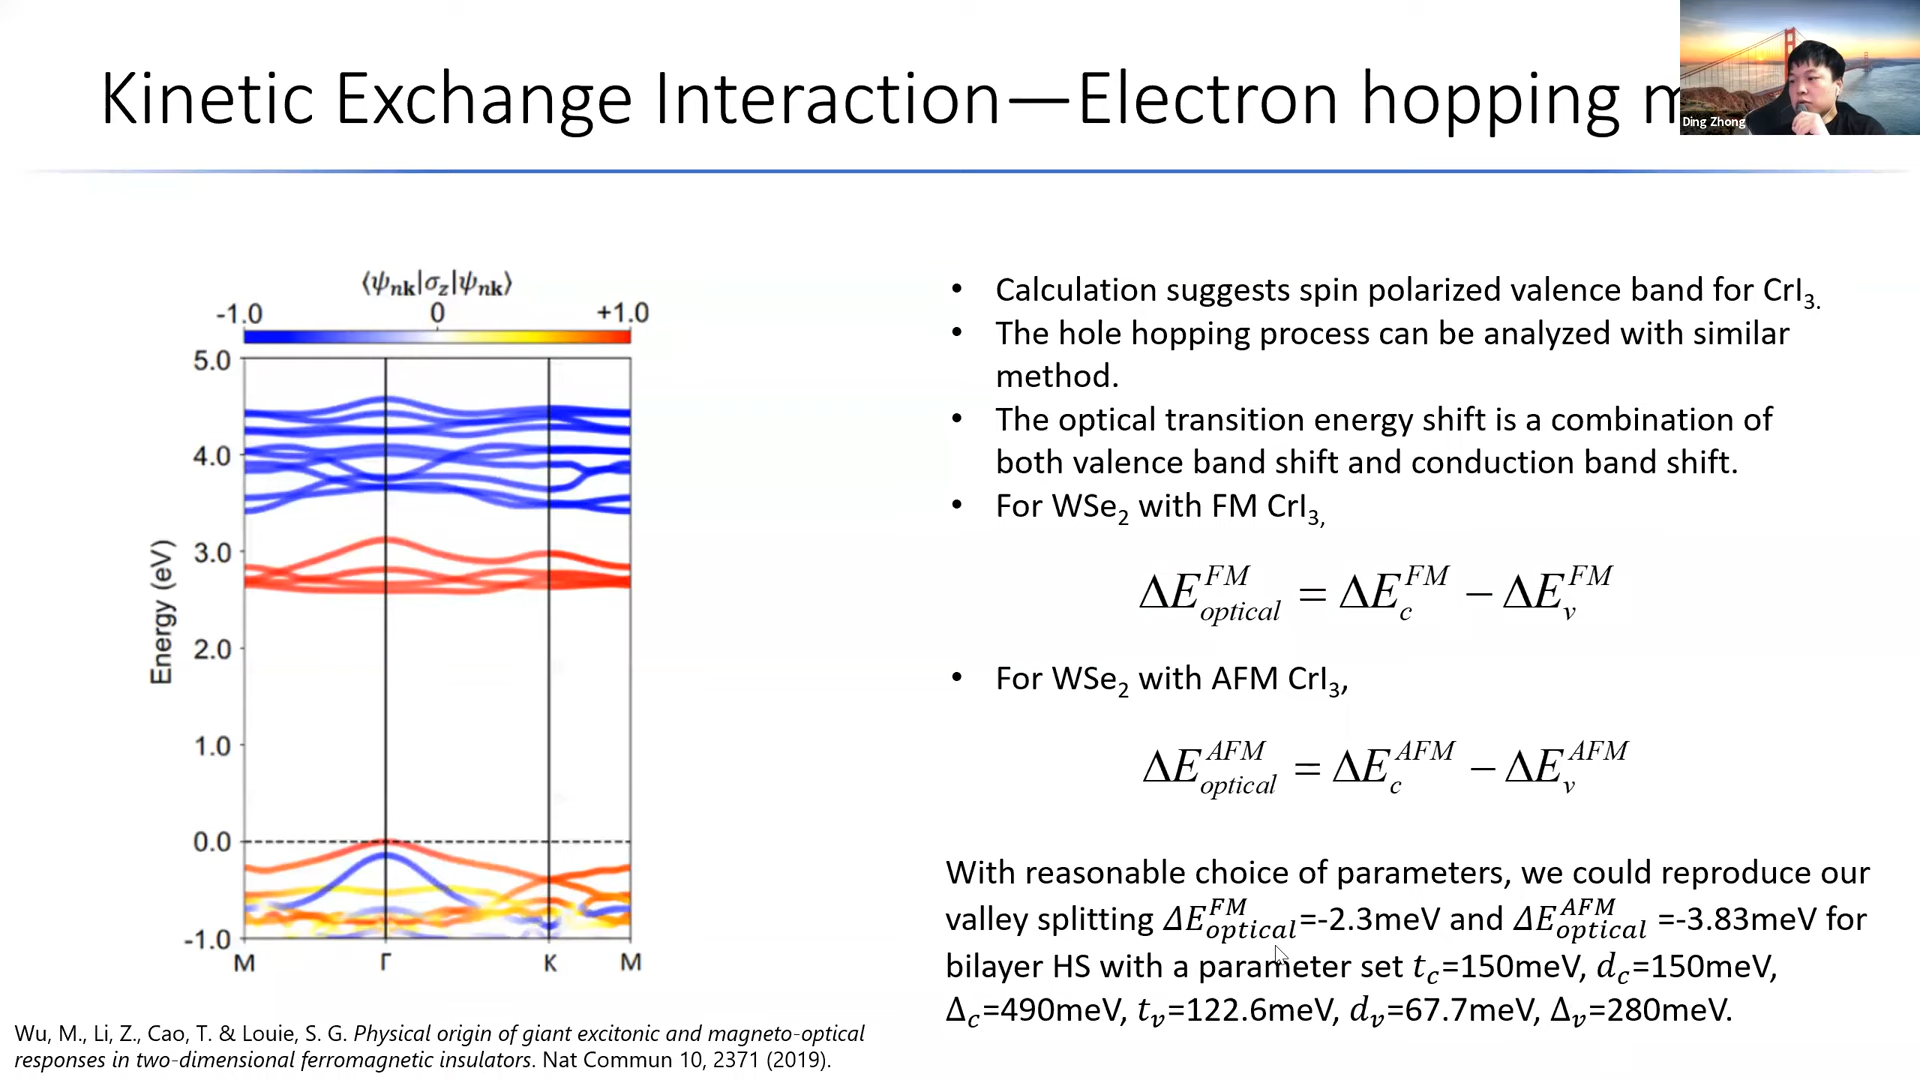 Kinetic Exchange Interaction—Electron hopping
Ding Zhong
⟨ψnk|σz|ψnk⟩
-1.0 0 +1.0
5.0
4.0
3.0
2.0
1.0
0.0
-1.0
Energy (eV)
M Γ K M
• Calculation suggests spin polarized valence band for CrI3.
• The hole hopping process can be analyzed with similar
method.
• The optical transition energy shift is a combination of
both valence band shift and conduction band shift.
• For WSe2 with FM CrI3,
ΔE^FM_optical = ΔE^FM_c − ΔE^FM_v
• For WSe2 with AFM CrI3,
ΔE^AFM_optical = ΔE^AFM_c − ΔE^AFM_v
With reasonable choice of parameters, we could reproduce our
valley splitting ΔE^FM_optical=-2.3meV and ΔE^AFM_optical =-3.83meV for
bilayer HS with a parameter set t_c=150meV, d_c=150meV,
Δ_c=490meV, t_v=122.6meV, d_v=67.7meV, Δ_v=280meV.
Wu, M., Li, Z., Cao, T. & Louie, S. G. Physical origin of giant excitonic and magneto-optical
responses in two-dimensional ferromagnetic insulators. Nat Commun 10, 2371 (2019).